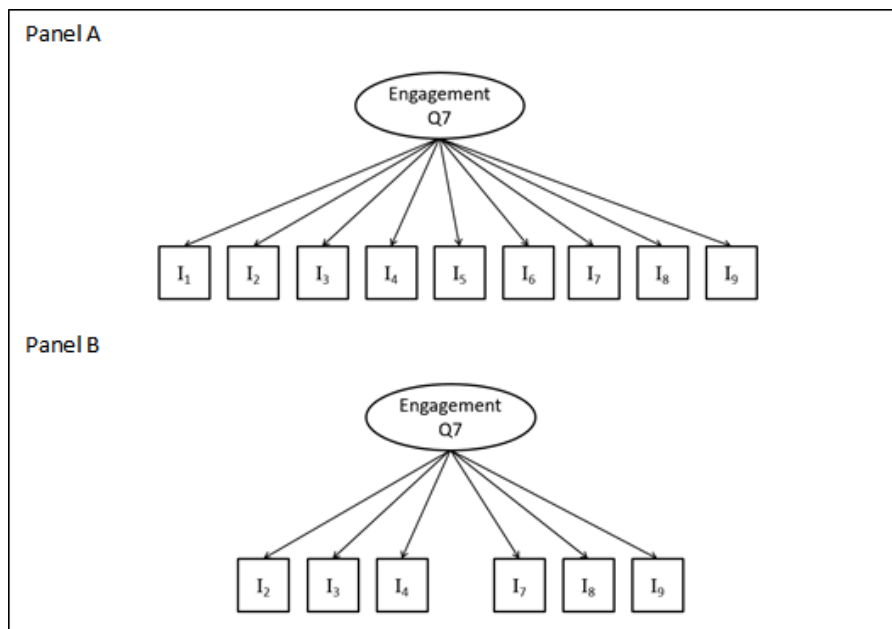 Panel A
Engagement
Q7
I₁ I₂ I₃ I₄ I₅ I₆ I₇ I₈ I₉
Panel B
Engagement
Q7
I₂ I₃ I₄ I₇ I₈ I₉